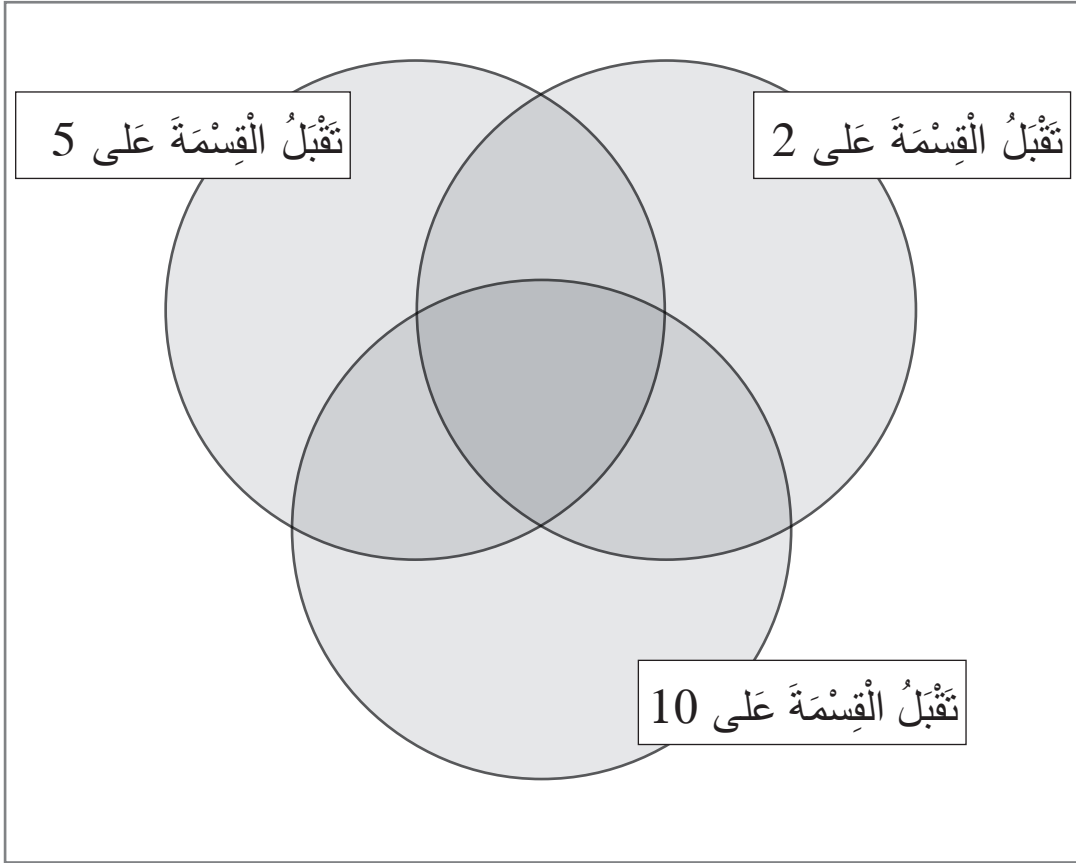 تَقْبَلُ الْقِسْمَةَ عَلى 2
تَقْبَلُ الْقِسْمَةَ عَلى 5
تَقْبَلُ الْقِسْمَةَ عَلى 10